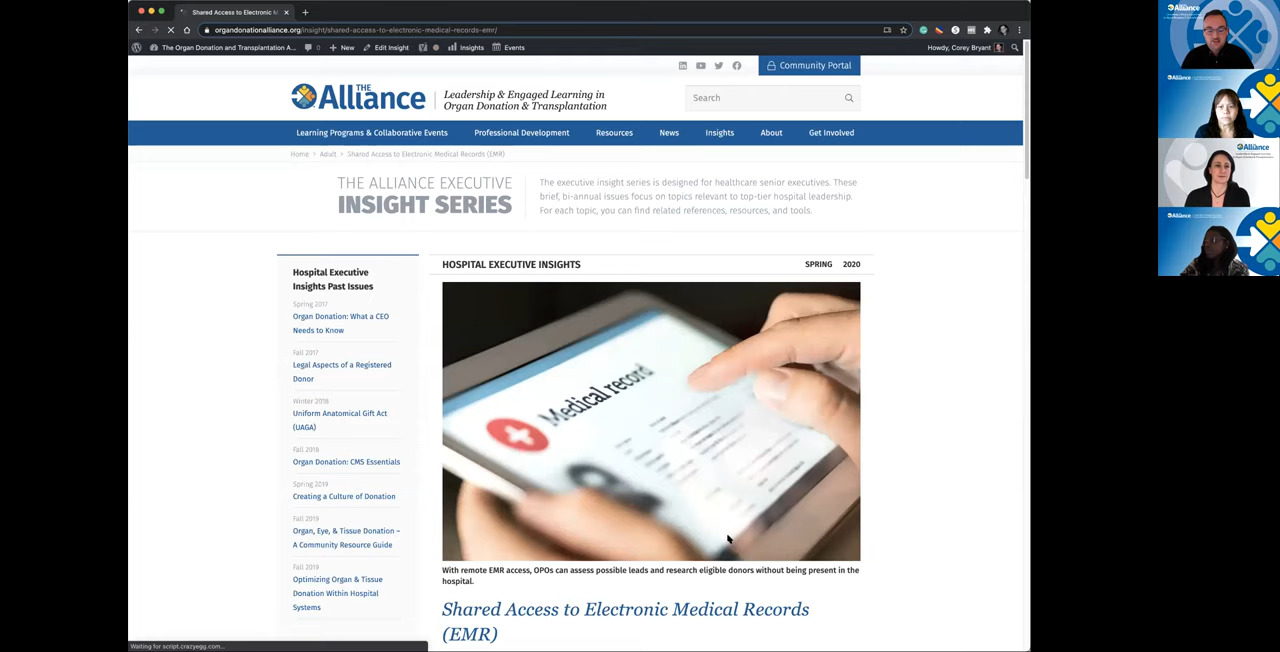 Shared Access to Electronic M
organdonationalliance.org/insight/shared-access-to-electronic-medical-records-emr/
The Organ Donation and Transplantation A... 0 New Edit Insight Insights Events Howdy, Corey Bryant
Community Portal
THE Alliance
Leadership & Engaged Learning in
Organ Donation & Transplantation
Search
Learning Programs & Collaborative Events Professional Development Resources News Insights About Get Involved
Home > Adult > Shared Access to Electronic Medical Records (EMR)
THE ALLIANCE EXECUTIVE
INSIGHT SERIES
The executive insight series is designed for healthcare senior executives. These
brief, bi-annual issues focus on topics relevant to top-tier hospital leadership.
For each topic, you can find related references, resources, and tools.
Hospital Executive
Insights Past Issues
Spring 2017
Organ Donation: What a CEO
Needs to Know
Fall 2017
Legal Aspects of a Registered
Donor
Winter 2018
Uniform Anatomical Gift Act
(UAGA)
Fall 2018
Organ Donation: CMS Essentials
Spring 2019
Creating a Culture of Donation
Fall 2019
Organ, Eye, & Tissue Donation –
A Community Resource Guide
Fall 2019
Optimizing Organ & Tissue
Donation Within Hospital
Systems
HOSPITAL EXECUTIVE INSIGHTS SPRING 2020
Medical record
With remote EMR access, OPOs can assess possible leads and research eligible donors without being present in the
hospital.
Shared Access to Electronic Medical Records
(EMR)
Waiting for script.crazyegg.com...
Alliance
Alliance
Alliance
Alliance